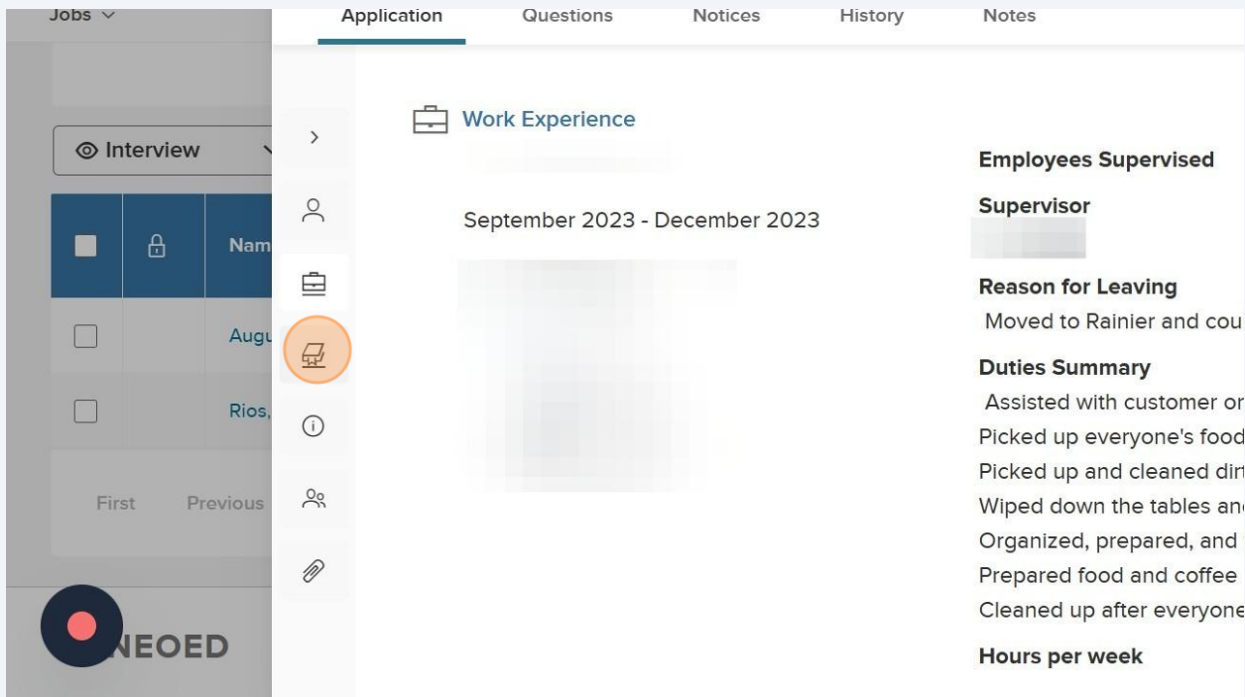 Jobs
Application Questions Notices History Notes
Work Experience
Interview
Employees Supervised
September 2023 - December 2023
Supervisor
Nam
Reason for Leaving
Moved to Rainier and cou
Augu
Duties Summary
Assisted with customer or
Rios,
Picked up everyone's food
Picked up and cleaned dirt
First Previous
Wiped down the tables and
Organized, prepared, and
Prepared food and coffee
Cleaned up after everyone
NEOED
Hours per week